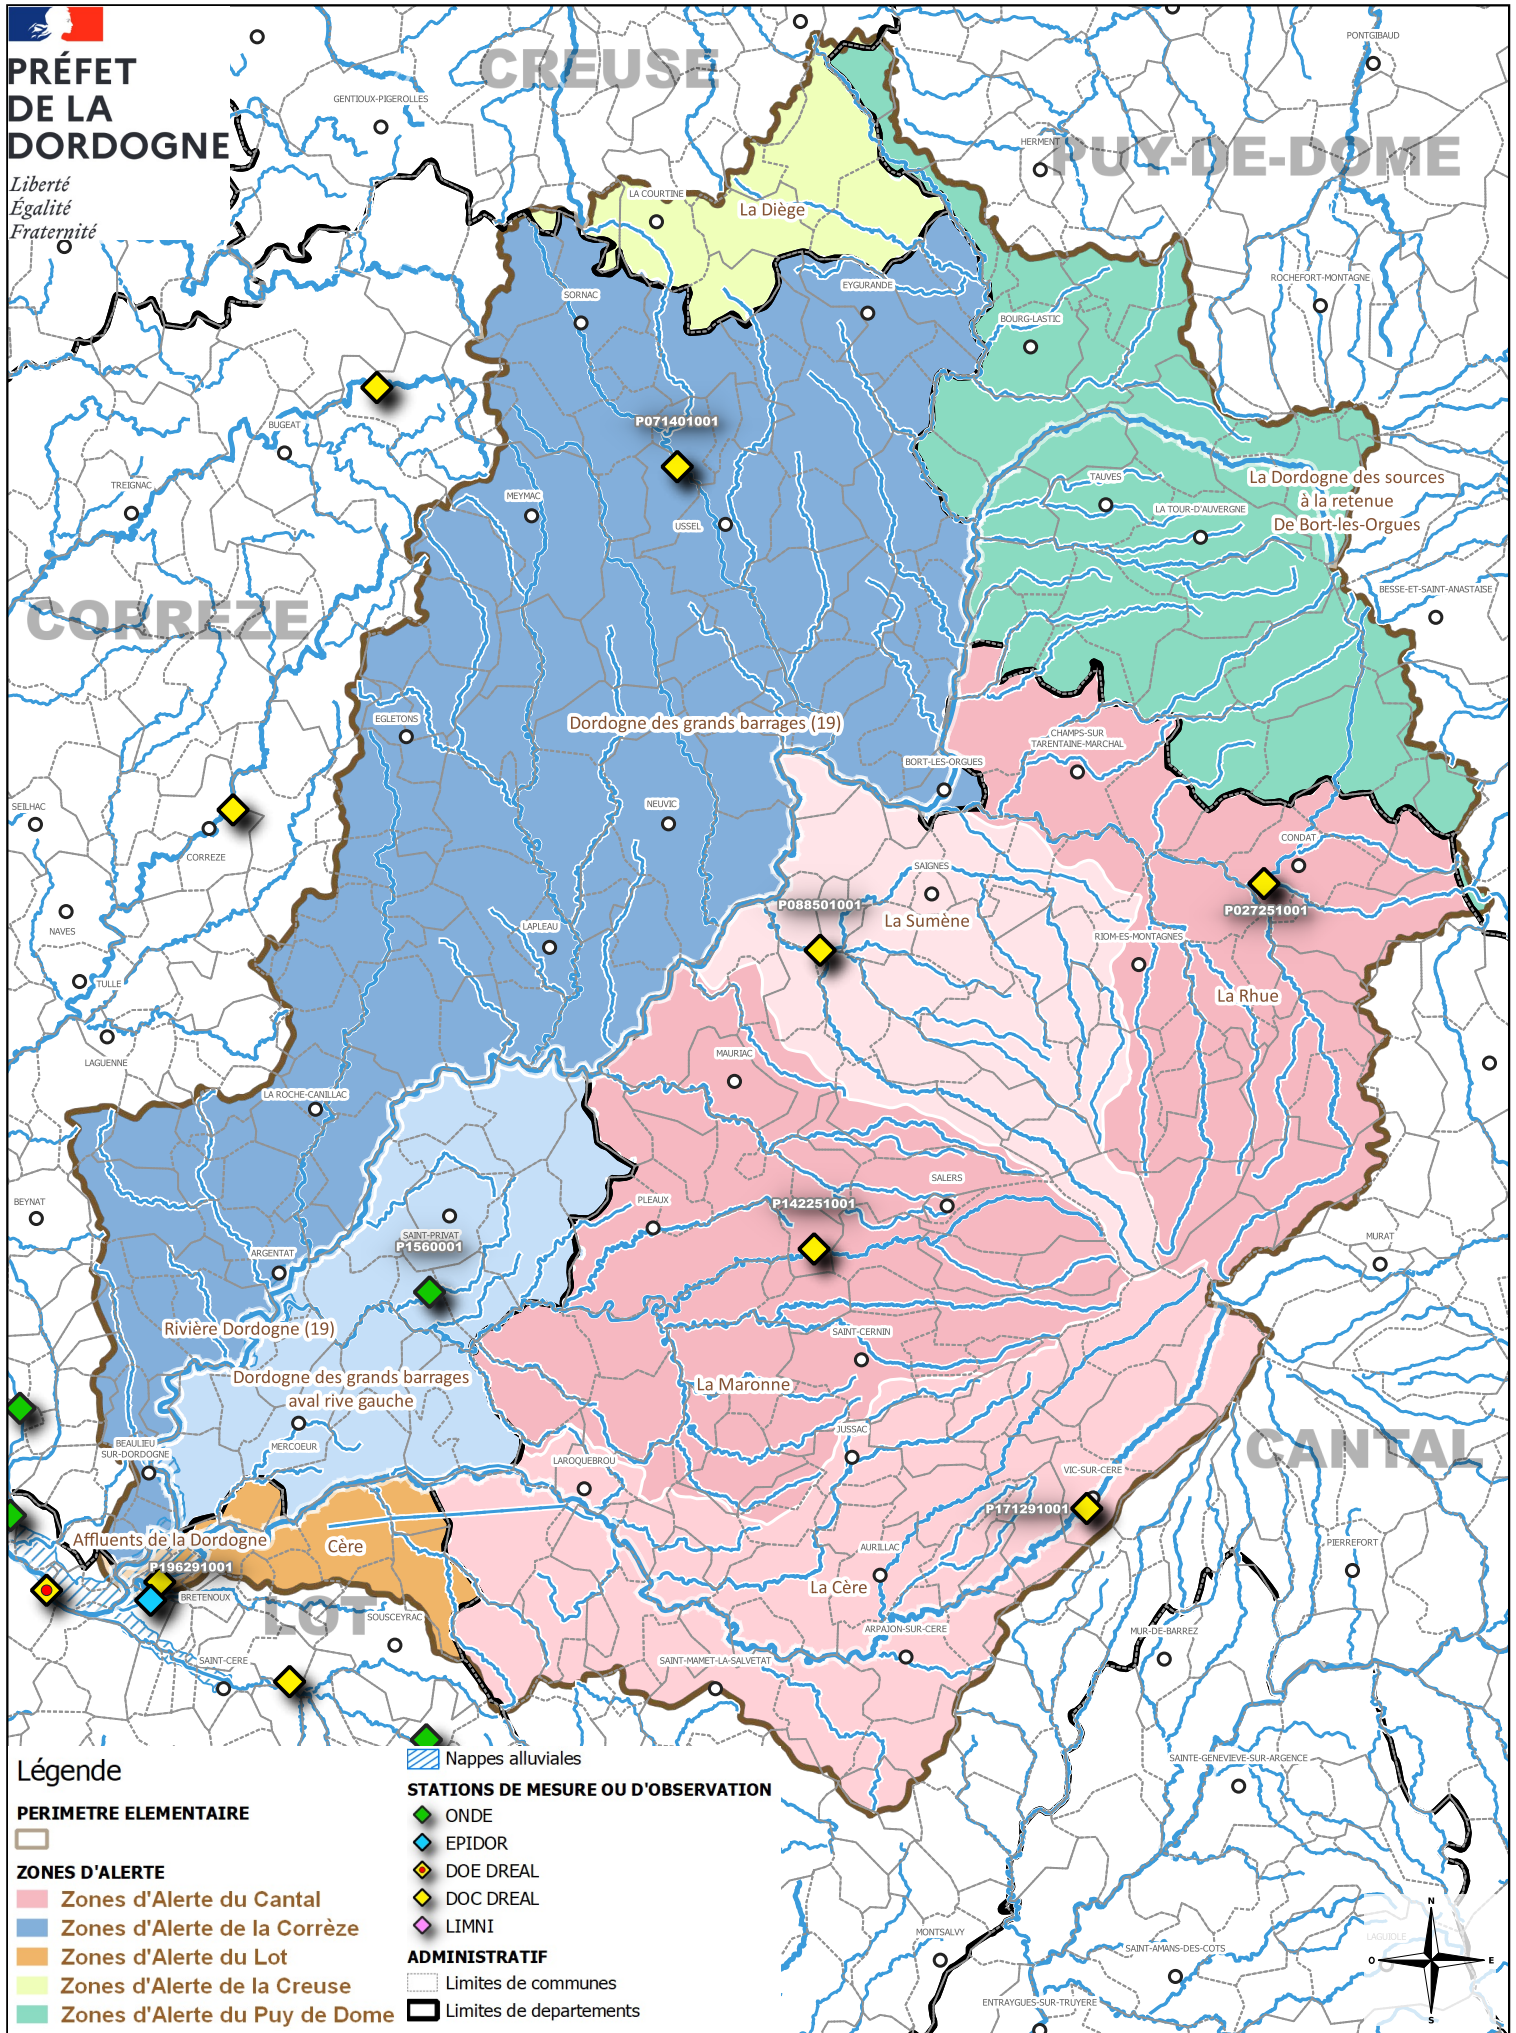 PRÉFET
DE LA
DORDOGNE
Liberté
Égalité
Fraternité
CREUSE
PUY-DE-DOME
CORREZE
CANTAL
LOT
PONTGIBAUD
GENTIOUX-PIGEROLLES
HERMENT
LA COURTINE
La Diège
ROCHEFORT-MONTAGNE
EYGURANDE
SORNAC
BOURG-LASTIC
P071401001
BUGEAT
TREIGNAC
MEYMAC
USSEL
TAUVES
LA TOUR-D'AUVERGNE
La Dordogne des sources
à la retenue
De Bort-les-Orgues
BESSE-ET-SAINT-ANASTAISE
EGLETONS
Dordogne des grands barrages (19)
CHAMPS-SUR
TARENTAINE-MARCHAL
BORT-LES-ORGUES
SEILHAC
NEUVIC
CORREZE
CONDAT
SAIGNES
P088501001
La Sumène
P027251001
NAVES
LAPLEAU
RIOM-ES-MONTAGNES
TULLE
La Rhue
LAGUENNE
MAURIAC
LA ROCHE-CANILLAC
BEYNAT
PLEAUX
SALERS
P142251001
SAINT-PRIVAT
P1560001
ARGENTAT
MURAT
Rivière Dordogne (19)
SAINT-CERNIN
Dordogne des grands barrages
aval rive gauche
La Maronne
JUSSAC
BEAULIEU
SUR-DORDOGNE
MERCOEUR
LAROQUEBROU
VIC-SUR-CERE
P171291001
Affluents de la Dordogne
Cère
AURILLAC
PIERREFORT
P196291001
La Cère
BRETENOUX
SOUSCEYRAC
ARPAJON-SUR-CERE
MUR-DE-BARREZ
SAINT-CERE
SAINT-MAMET-LA-SALVETAT
SAINTE-GENEVIEVE-SUR-ARGENCE
MONTSALVY
LAGUIOLE
SAINT-AMANS-DES-COTS
ENTRAYGUES-SUR-TRUYERE
N
O
E
S
Légende
PERIMETRE ELEMENTAIRE
ZONES D'ALERTE
Zones d'Alerte du Cantal
Zones d'Alerte de la Corrèze
Zones d'Alerte du Lot
Zones d'Alerte de la Creuse
Zones d'Alerte du Puy de Dome
Nappes alluviales
STATIONS DE MESURE OU D'OBSERVATION
ONDE
EPIDOR
DOE DREAL
DOC DREAL
LIMNI
ADMINISTRATIF
Limites de communes
Limites de departements